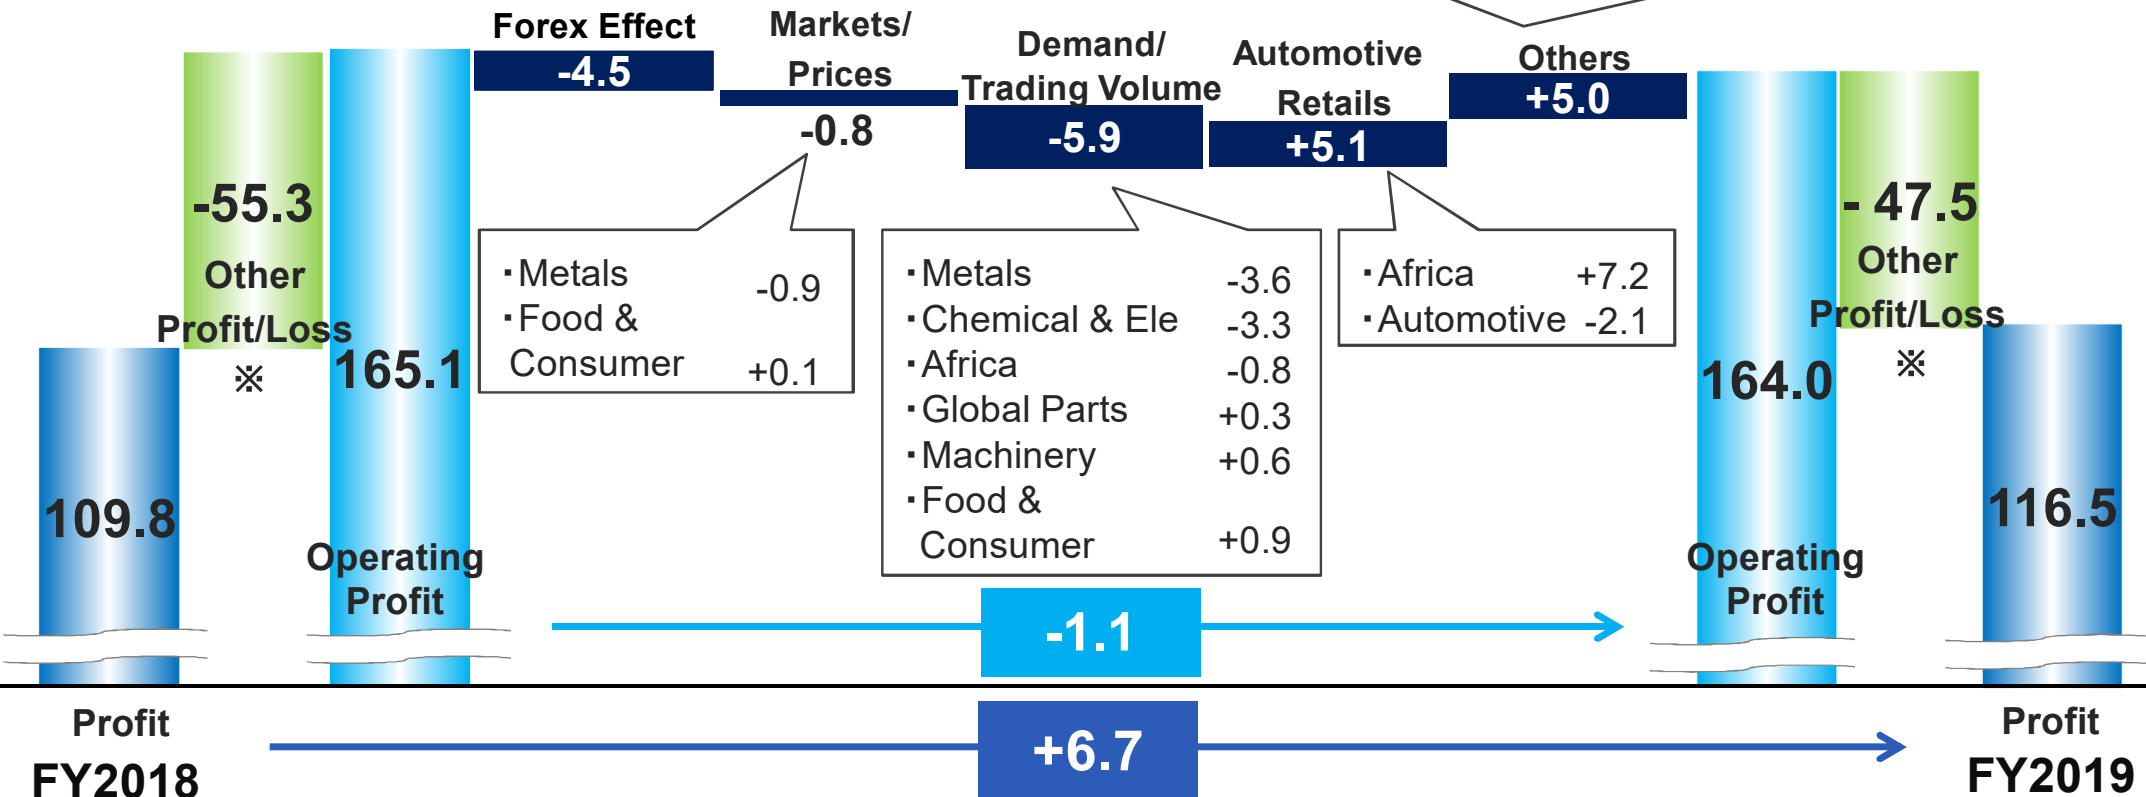 Forex Effect
-4.5
Markets/
Prices
-0.8
Demand/
Trading Volume
-5.9
Automotive
Retails
+5.1
Others
+5.0
-55.3
Other
Profit/Loss
※
109.8
165.1
Operating
Profit
・Metals -0.9
・Food &
Consumer +0.1
・Metals -3.6
・Chemical & Ele -3.3
・Africa -0.8
・Global Parts +0.3
・Machinery +0.6
・Food &
Consumer +0.9
・Africa +7.2
・Automotive -2.1
164.0
Operating
Profit
- 47.5
Other
Profit/Loss
※
116.5
-1.1
+6.7
Profit
FY2018
Profit
FY2019